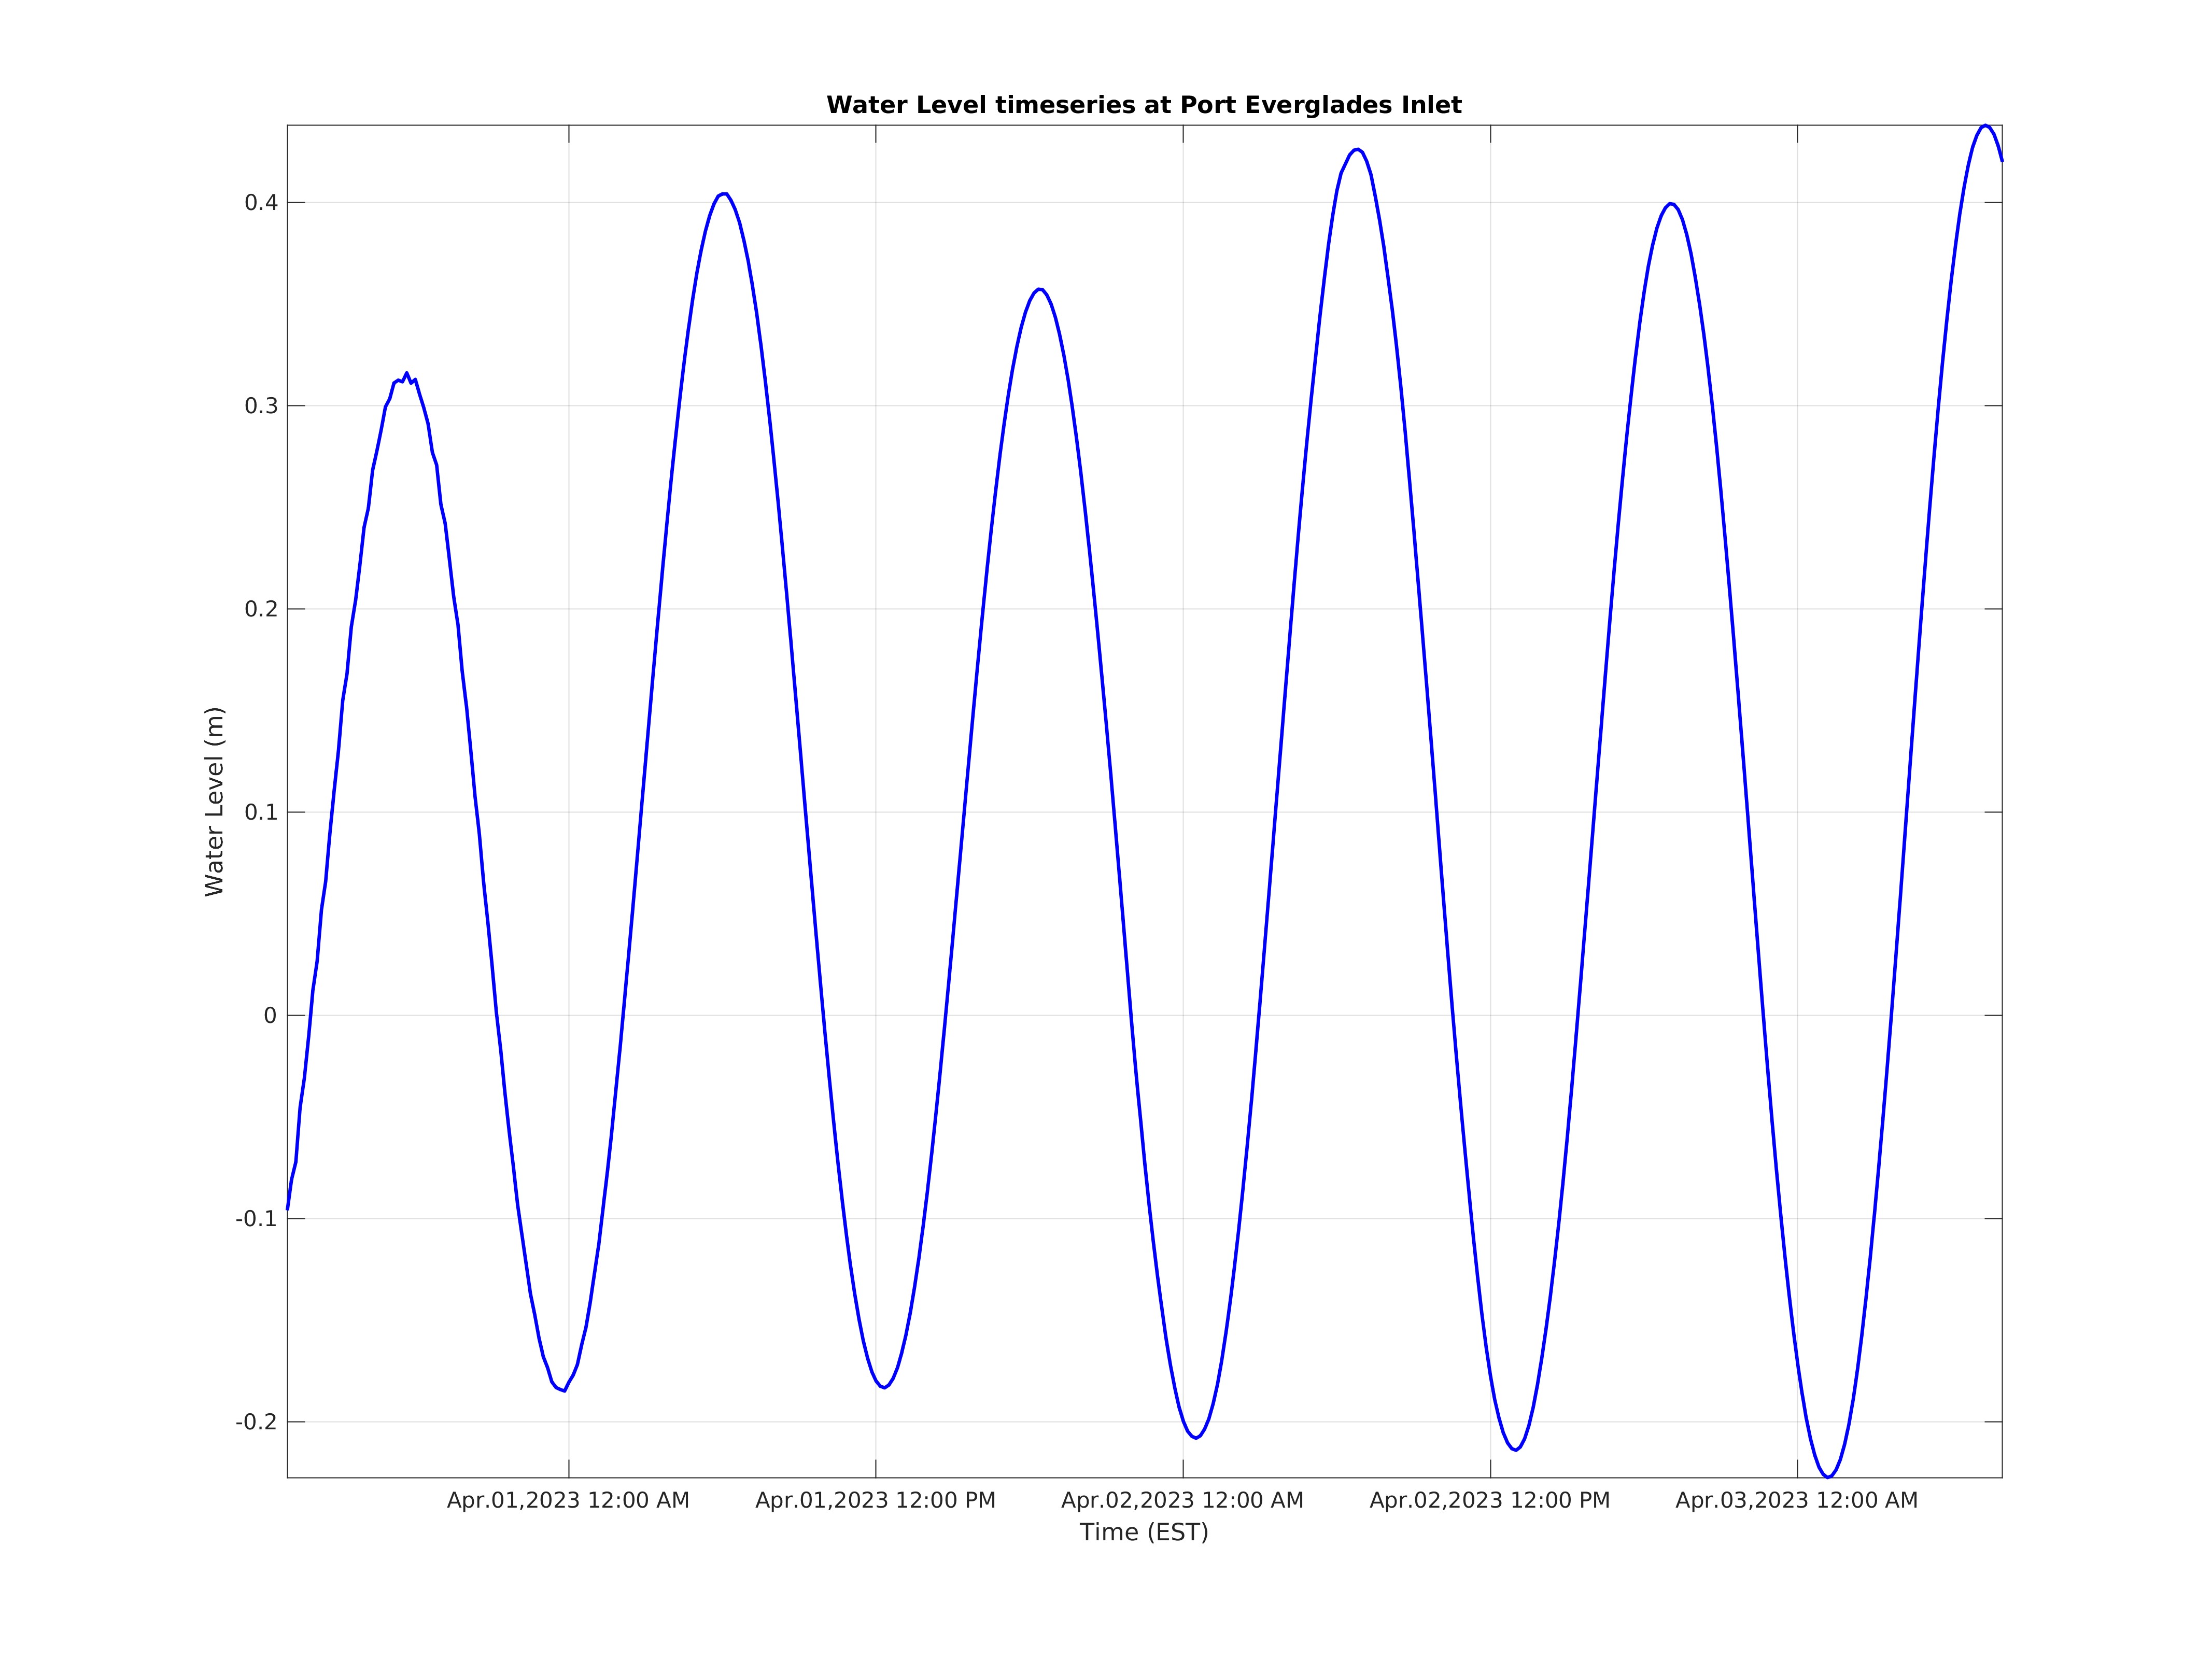 Water Level timeseries at Port Everglades Inlet
0.4
0.3
0.2
0.1
0
-0.1
-0.2
Water Level (m)
Apr.01,2023 12:00 AM Apr.01,2023 12:00 PM Apr.02,2023 12:00 AM Apr.02,2023 12:00 PM Apr.03,2023 12:00 AM
Time (EST)